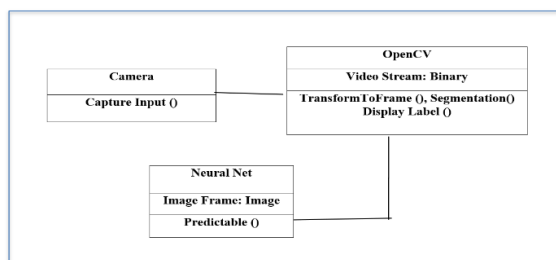 OpenCV
Video Stream: Binary
TransformToFrame (), Segmentation()
Display Label ()
Camera
Capture Input ()
Neural Net
Image Frame: Image
Predictable ()